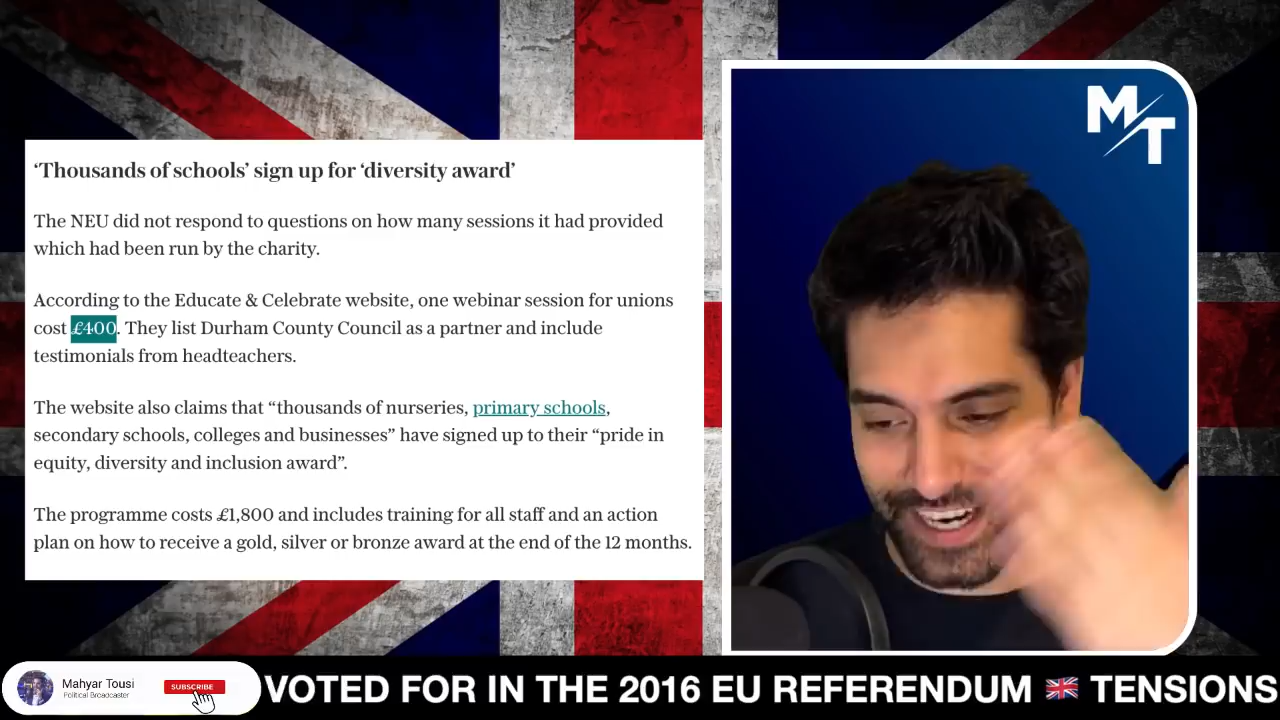 ‘Thousands of schools’ sign up for ‘diversity award’
The NEU did not respond to questions on how many sessions it had provided
which had been run by the charity.
According to the Educate & Celebrate website, one webinar session for unions
cost £400. They list Durham County Council as a partner and include
testimonials from headteachers.
The website also claims that “thousands of nurseries, primary schools,
secondary schools, colleges and businesses” have signed up to their “pride in
equity, diversity and inclusion award”.
The programme costs £1,800 and includes training for all staff and an action
plan on how to receive a gold, silver or bronze award at the end of the 12 months.
M
T
Mahyar Tousi
Political Broadcaster
SUBSCRIBE
VOTED FOR IN THE 2016 EU REFERENDUM 🇬🇧 TENSIONS